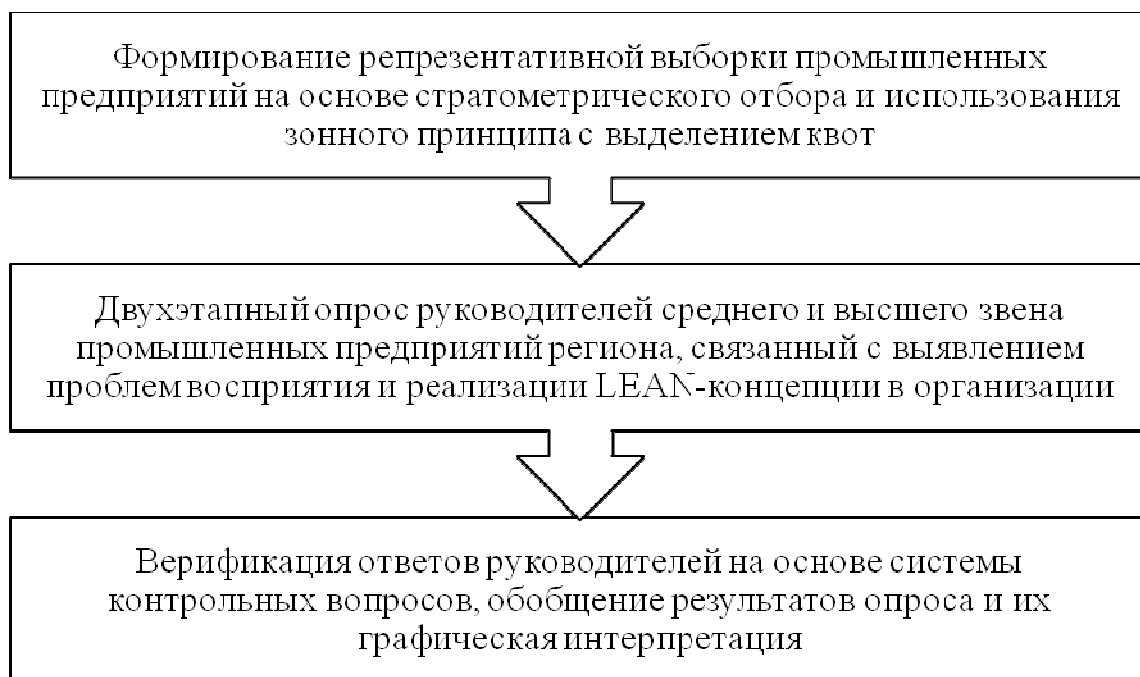 Формирование репрезентативной выборки промышленных
предприятий на основе стратометрического отбора и использования
зонного принципа с выделением квот
Двухэтапный опрос руководителей среднего и высшего звена
промышленных предприятий региона, связанный с выявлением
проблем восприятия и реализации LEAN-концепции в организации
Верификация ответов руководителей на основе системы
контрольных вопросов, обобщение результатов опроса и их
графическая интерпретация